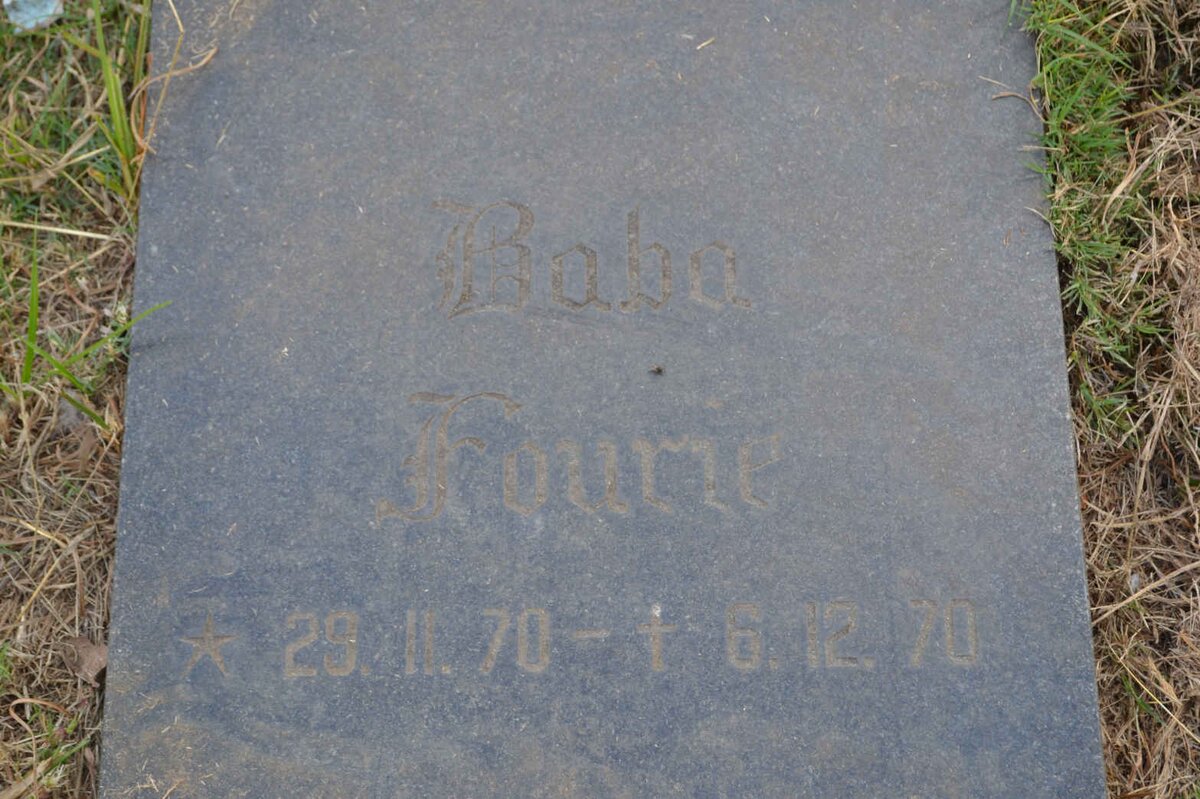 Baba
Fourie
★ 29. 11. 70 – ✝ 6. 12. 70